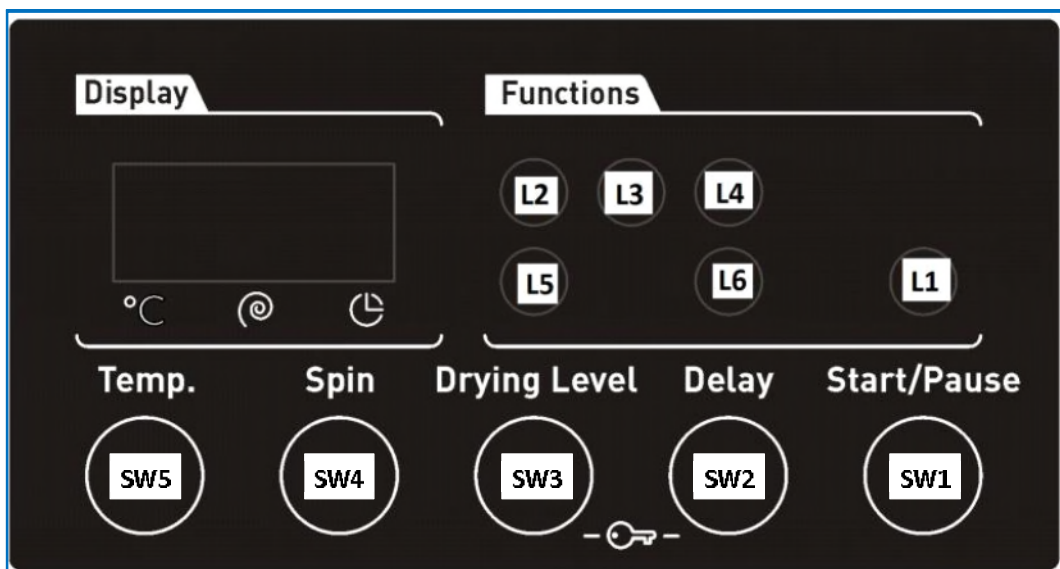 Display
Functions
L2 L3 L4
L5 L6 L1
°C
Temp. Spin Drying Level Delay Start/Pause
SW5 SW4 SW3 SW2 SW1